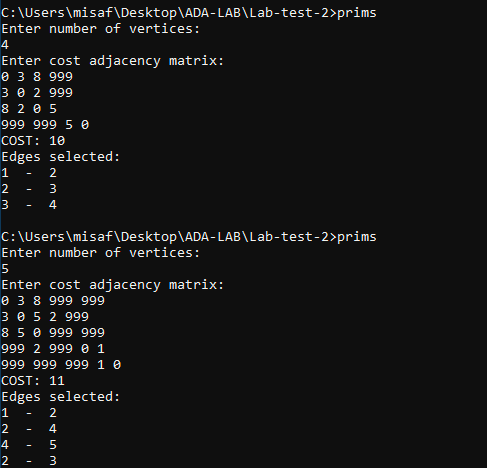 C:\Users\misaf\Desktop\ADA-LAB\Lab-test-2>prims
Enter number of vertices:
4
Enter cost adjacency matrix:
0 3 8 999
3 0 2 999
8 2 0 5
999 999 5 0
COST: 10
Edges selected:
1  -  2
2  -  3
3  -  4
C:\Users\misaf\Desktop\ADA-LAB\Lab-test-2>prims
Enter number of vertices:
5
Enter cost adjacency matrix:
0 3 8 999 999
3 0 5 2 999
8 5 0 999 999
999 2 999 0 1
999 999 999 1 0
COST: 11
Edges selected:
1  -  2
2  -  4
4  -  5
2  -  3